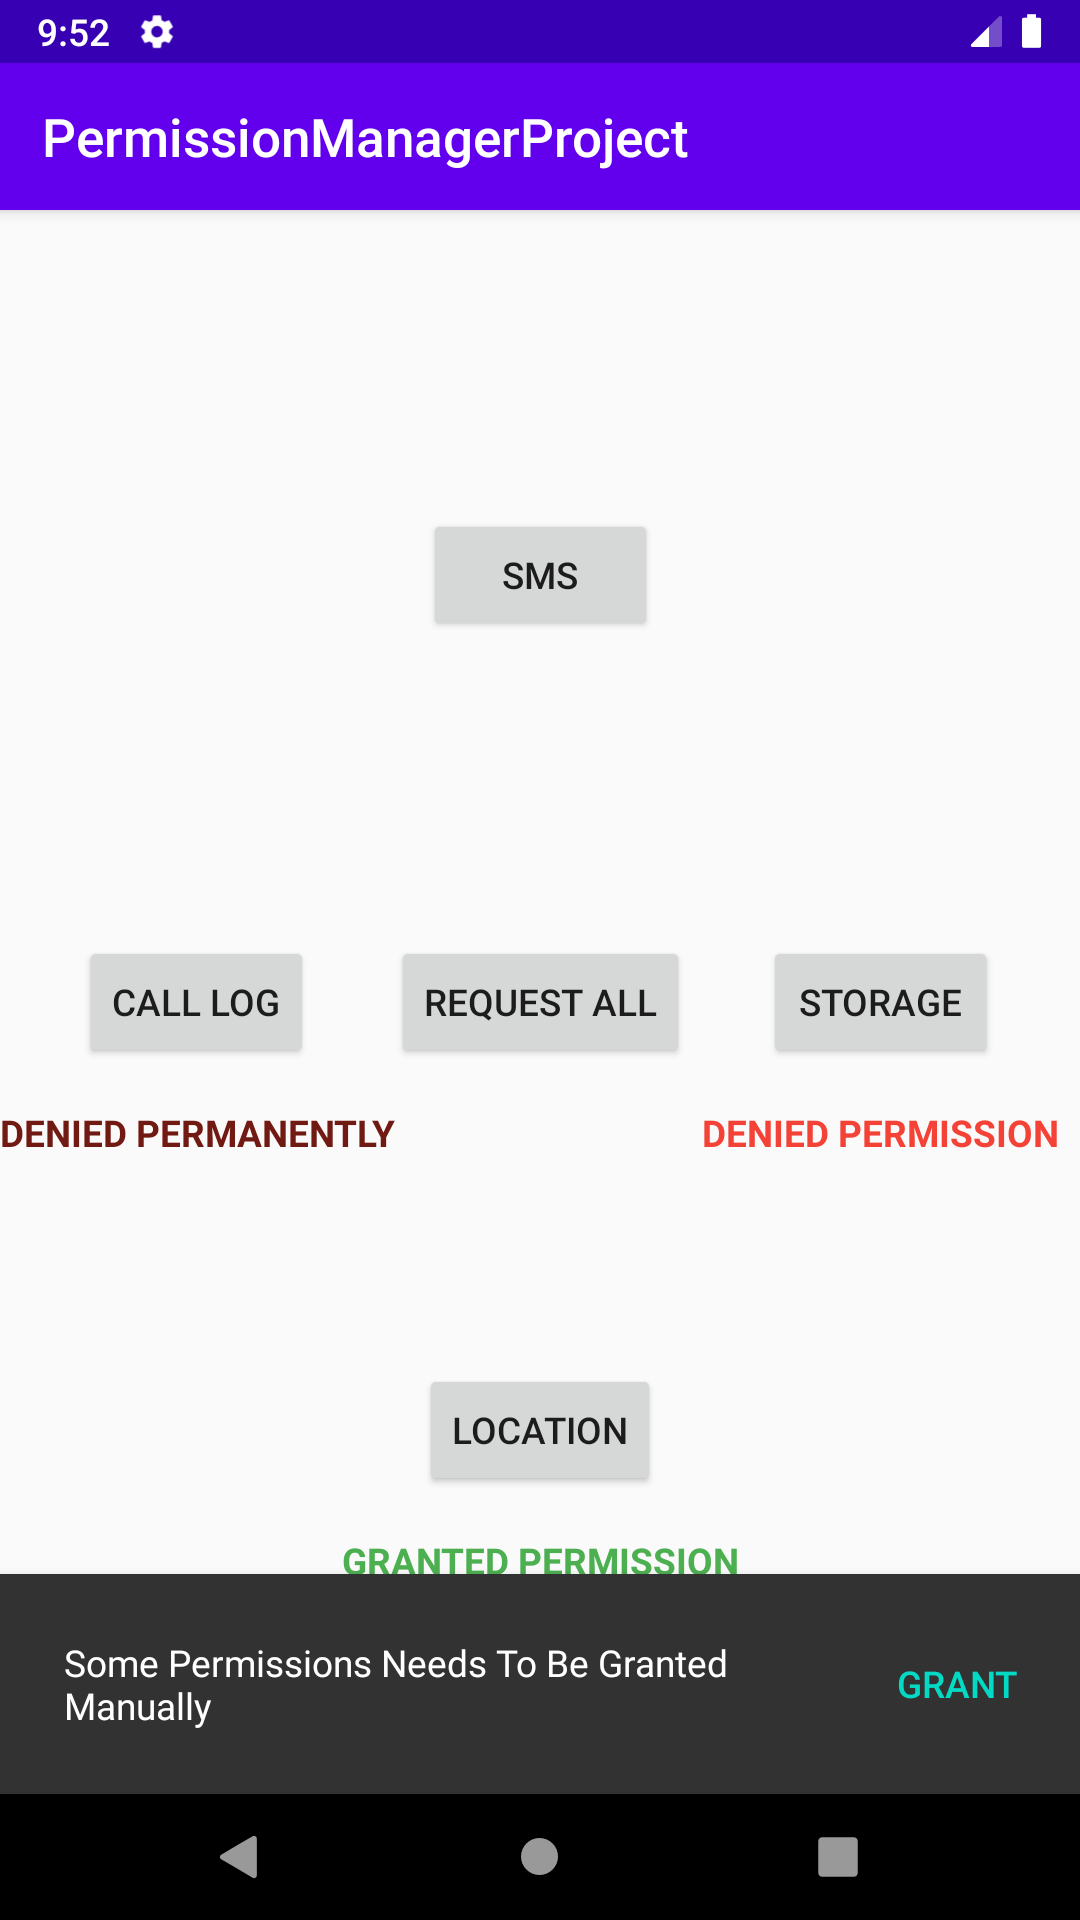 9:52
PermissionManagerProject
SMS
CALL LOG
REQUEST ALL
STORAGE
DENIED PERMANENTLY
DENIED PERMISSION
LOCATION
GRANTED PERMISSION
Some Permissions Needs To Be Granted
Manually
GRANT